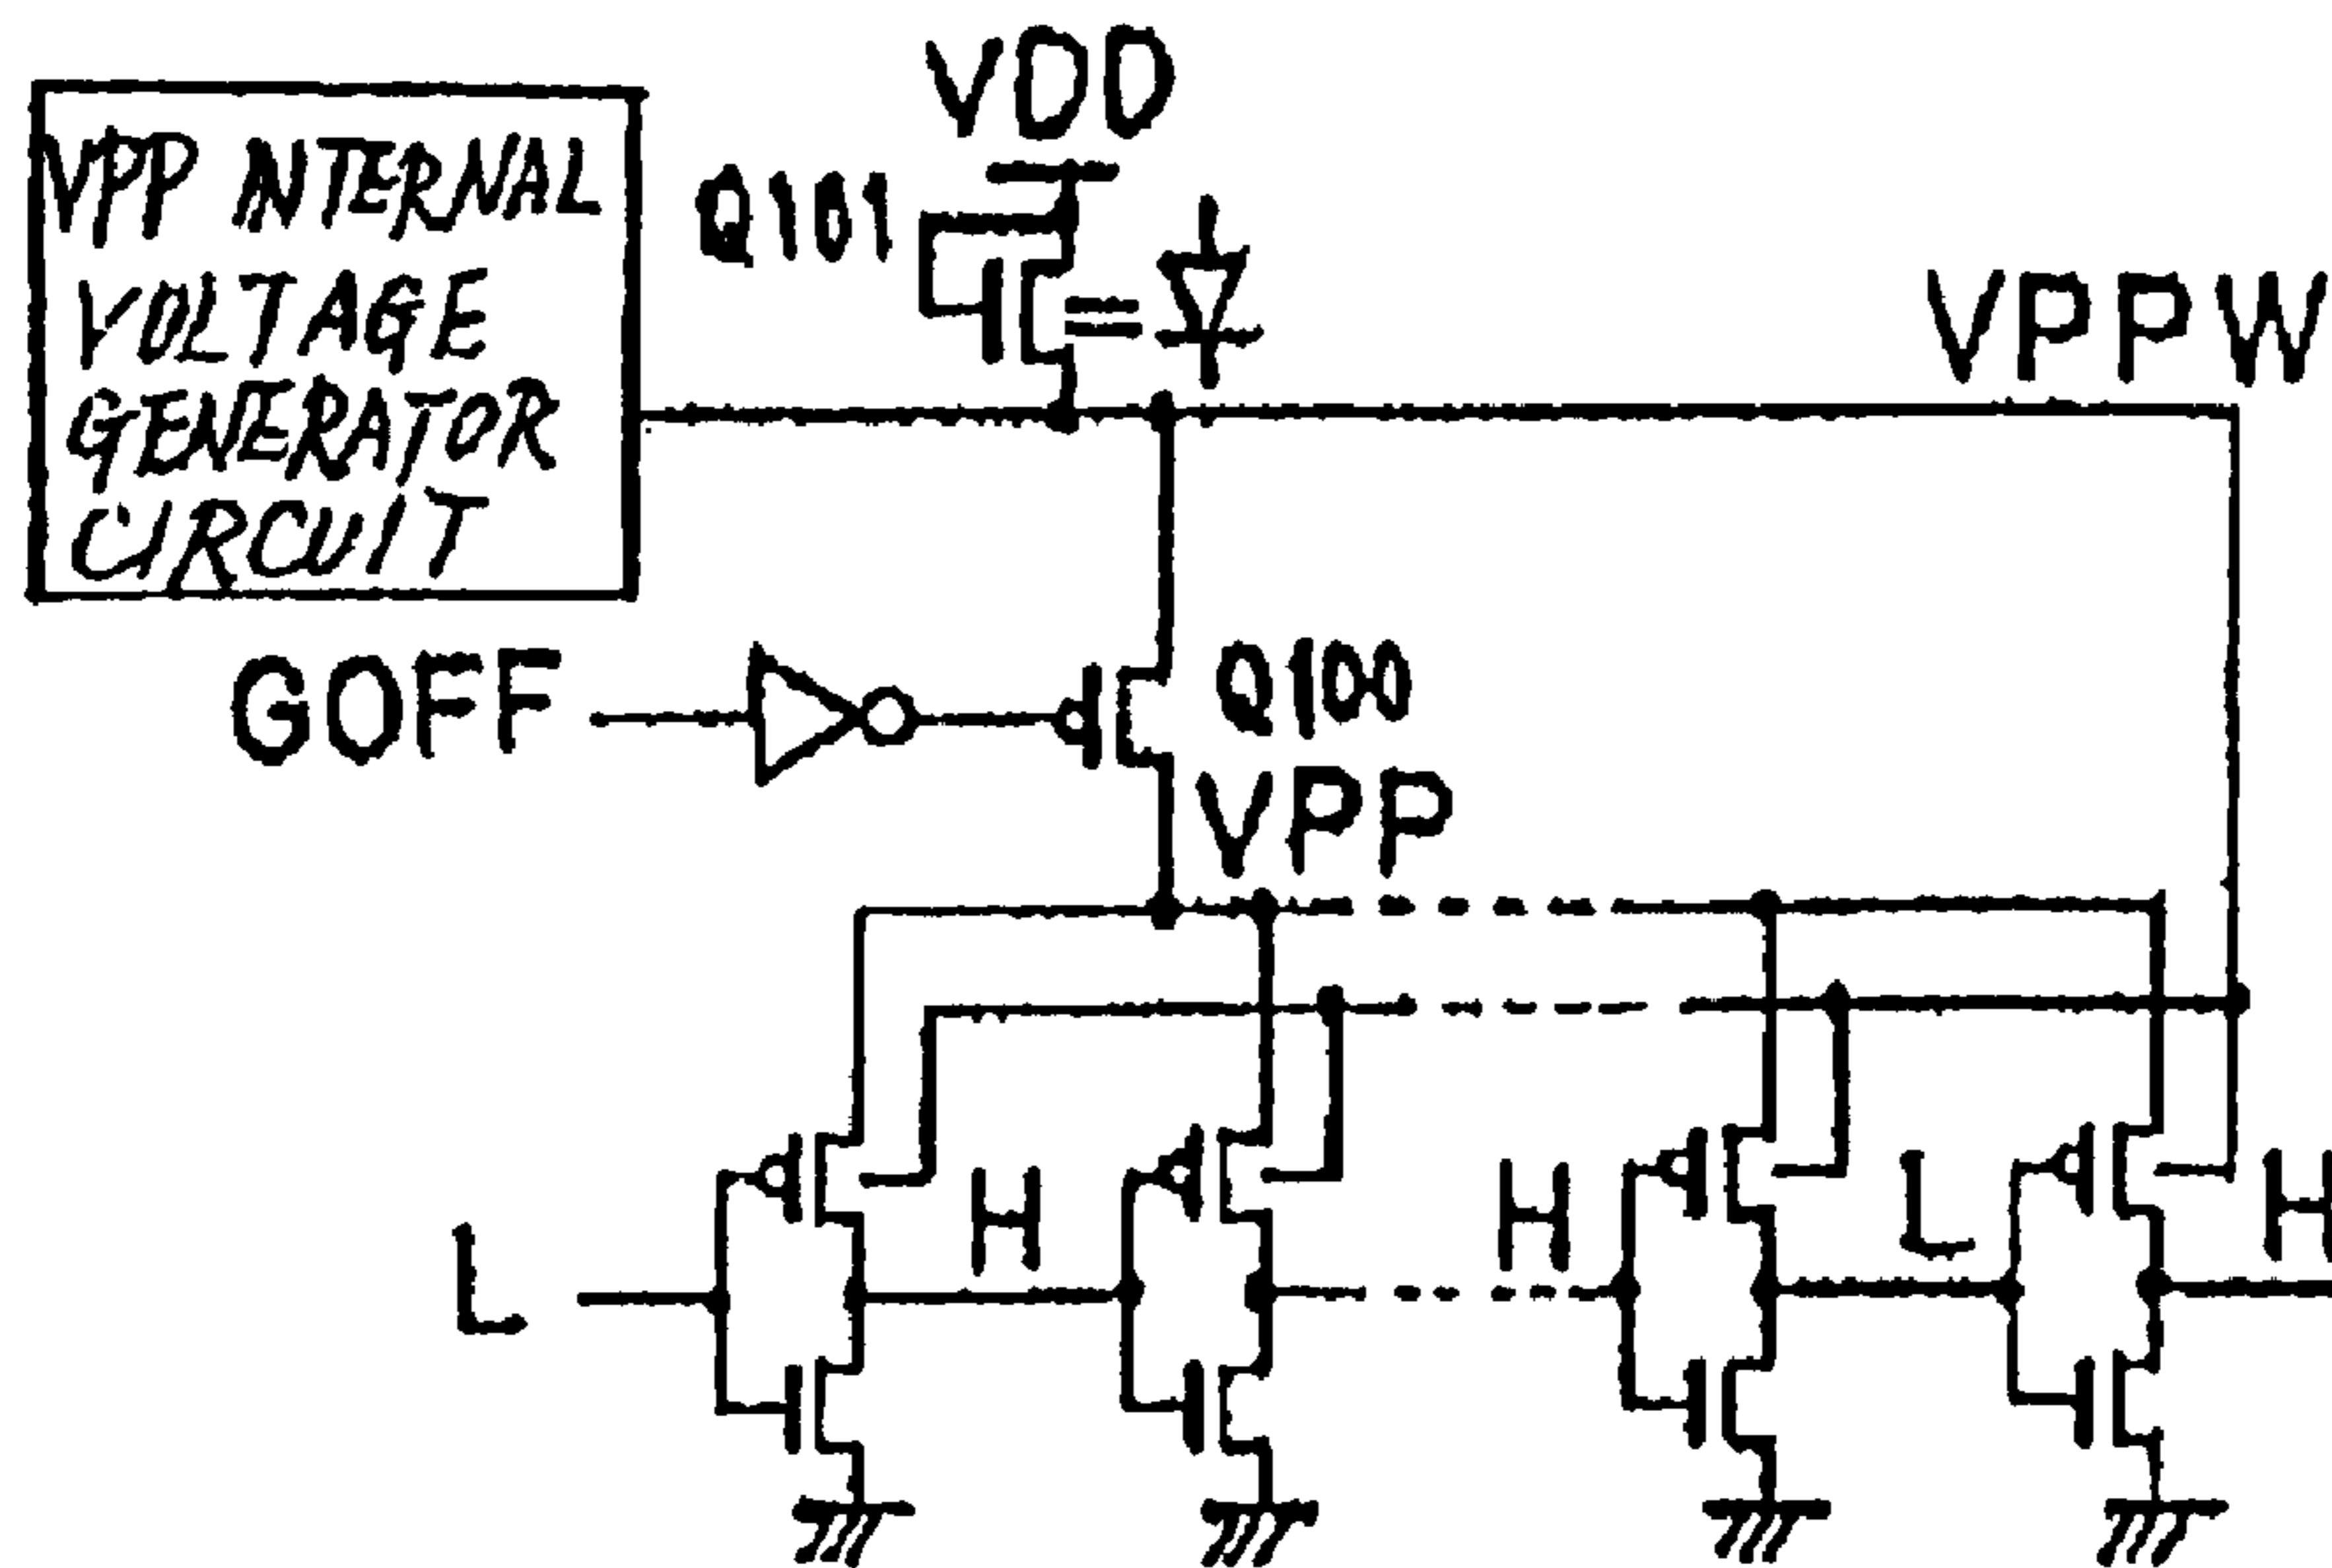 VDD
VPP INTERNAL
VOLTAGE
GENERATOR
CIRCUIT
Q101
VPPW
GOFF
Q100
VPP
L
H
H
L
H